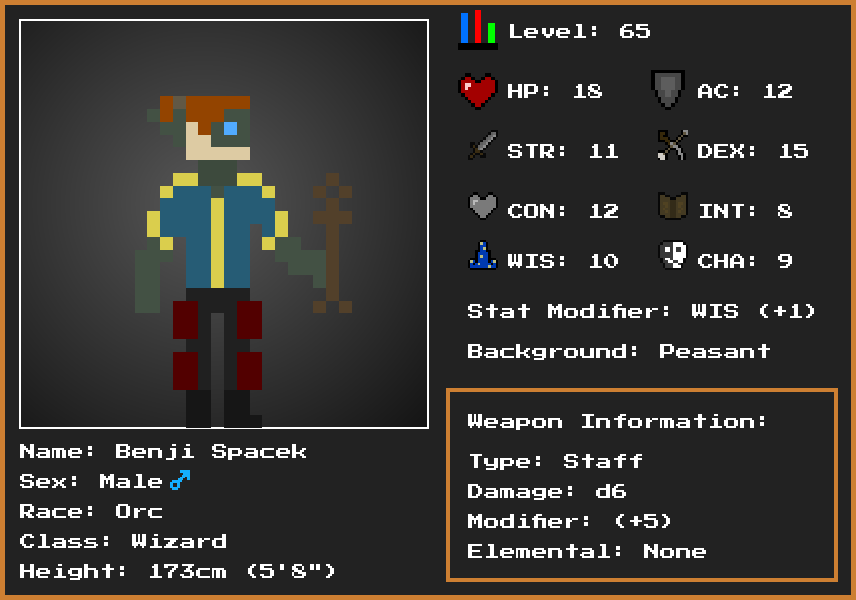 Level: 65
HP: 18 AC: 12
STR: 11 DEX: 15
CON: 12 INT: 8
WIS: 10 CHA: 9
Stat Modifier: WIS (+1)
Background: Peasant
Weapon Information:
Type: Staff
Damage: d6
Modifier: (+5)
Elemental: None
Name: Benji Spacek
Sex: Male♂
Race: Orc
Class: Wizard
Height: 173cm (5'8")